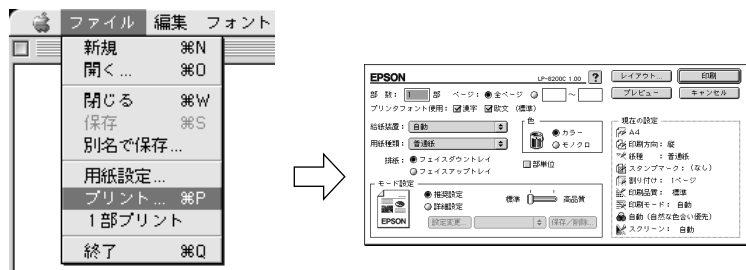 ファイル 編集 フォント
新規 ⌘N
開く... ⌘O
閉じる ⌘W
保存 ⌘S
別名で保存...
用紙設定...
プリント... ⌘P
1部プリント
終了 ⌘Q
EPSON LP-8200C 1.00 ? レイアウト... 印刷
部 数: 1 部 ページ: 全ページ ~ プレビュー キャンセル
プリンタフォント使用: 漢字 欧文 (標準)
給紙装置: 自動
用紙種類: 普通紙
排紙: フェイスダウントレイ
フェイスアップトレイ
色
カラー
モノクロ
部単位
モード設定
EPSON
推奨設定
詳細設定
標準 高品質
設定変更... 保存/削除...
現在の設定
A4
印刷方向: 縦
紙種 : 普通紙
スタンプマーク: (なし)
割り付け: 1ページ
印刷品質: 標準
印刷モード: 自動
自動(自然な色合い優先)
スクリーン: 自動